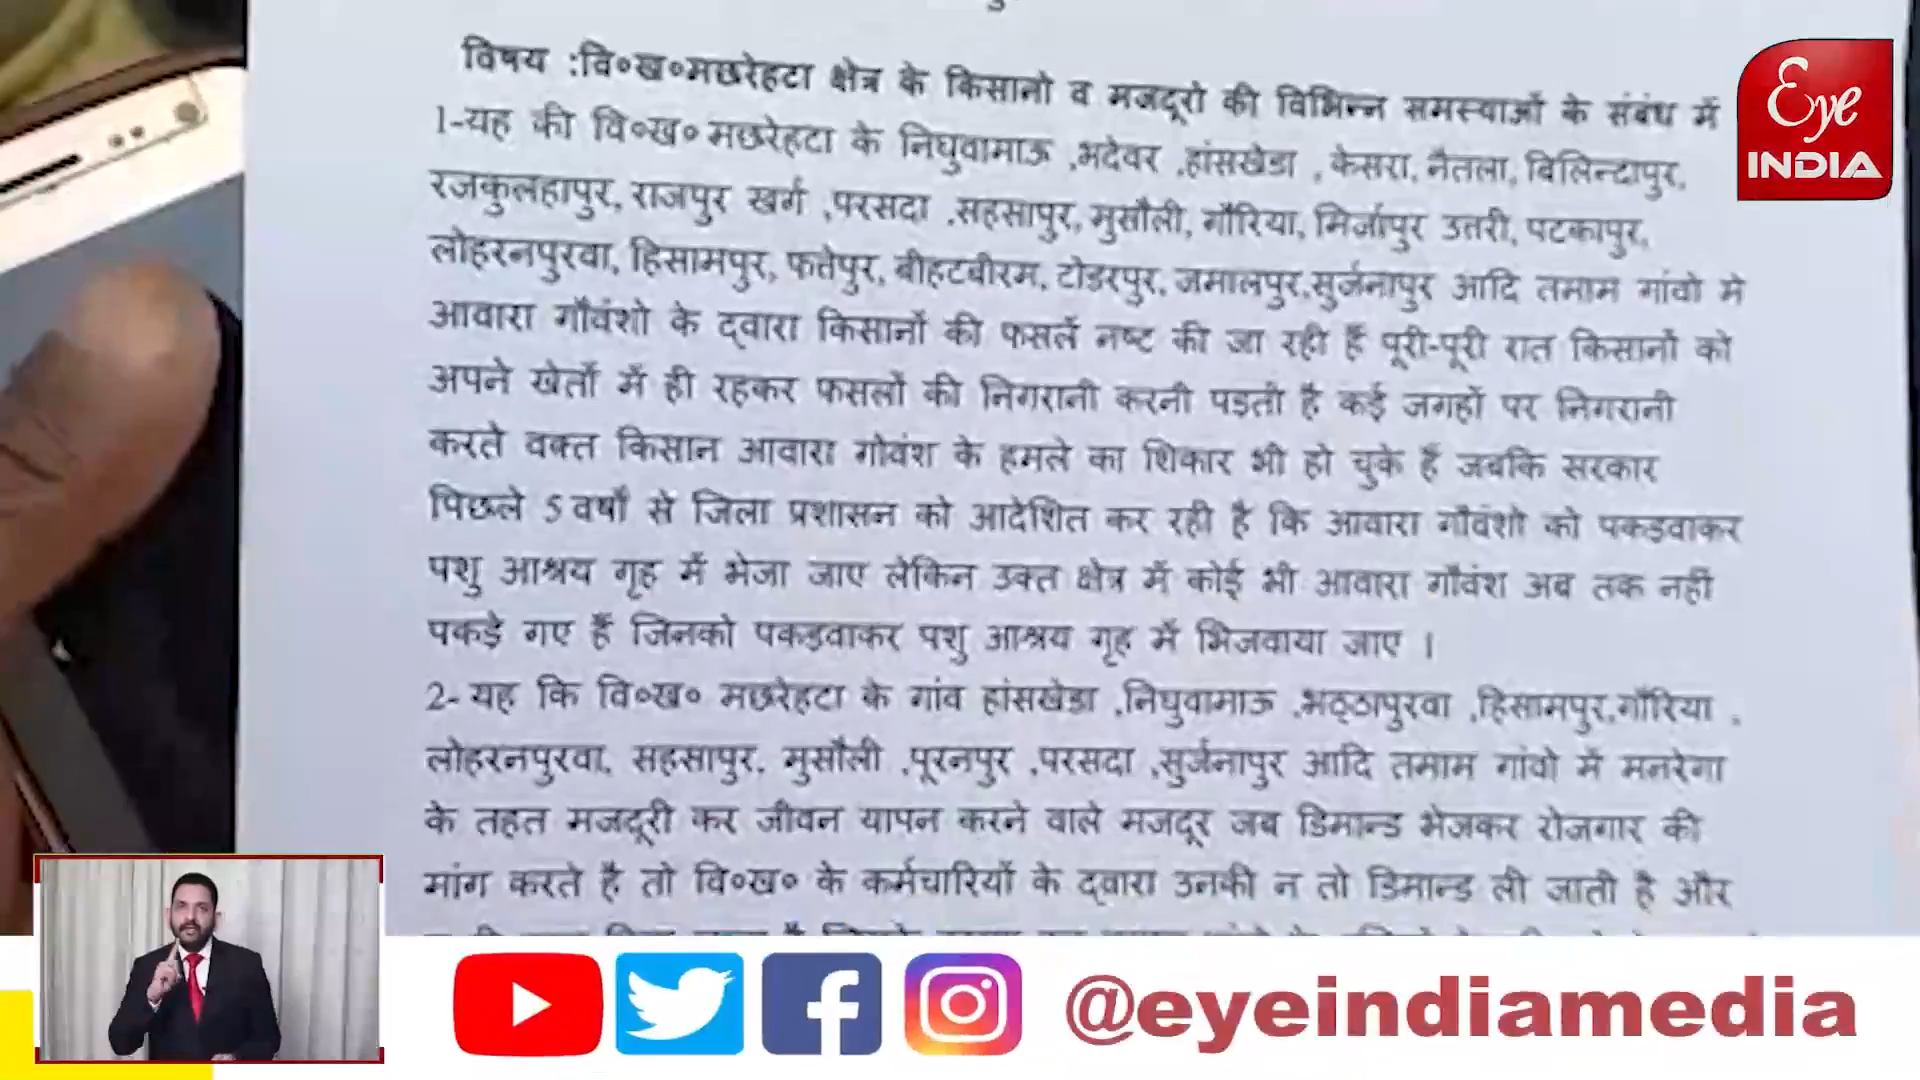 विषय :वि०ख०मछरेहटा क्षेत्र के किसानो व मजदूरो की विभिन्न समस्याओं के संबंध में
1-यह की वि०ख० मछरेहटा के निघुवामाऊ ,भदेवर ,हांसखेडा , केसरा, नैतला, विलिन्दापुर,
रजकुलहापुर, राजपुर खर्ग ,परसदा ,सहसापुर, मुसौली, गौरिया, मिर्जापुर उतरी, पटकापुर,
लोहरनपुरवा, हिसामपुर, फत्तेपुर, बीहटबीरम, टोडरपुर, जमालपुर,सुर्जनापुर आदि तमाम गांवो मे
आवारा गौवंशो के द्वारा किसानों की फसलें नष्ट की जा रही हैं पूरी-पूरी रात किसानों को
अपने खेतों में ही रहकर फसलों की निगरानी करनी पड़ती है कई जगहों पर निगरानी
करते वक्त किसान आवारा गोवंश के हमले का शिकार भी हो चुके हैं जबकि सरकार
पिछले 5 वर्षों से जिला प्रशासन को आदेशित कर रही है कि आवारा गौवंशो को पकड़वाकर
पशु आश्रय गृह में भेजा जाए लेकिन उक्त क्षेत्र में कोई भी आवारा गौवंश अब तक नहीं
पकड़े गए हैं जिनको पकड़वाकर पशु आश्रय गृह में भिजवाया जाए ।
2- यह कि वि०ख० मछरेहटा के गांव हांसखेडा ,निघुवामाऊ ,भठ्ठापुरवा ,हिसामपुर,गौरिया ,
लोहरनपुरवा, सहसापुर, मुसौली ,पूरनपुर ,परसदा ,सुर्जनापुर आदि तमाम गांवो में मनरेगा
के तहत मजदूरी कर जीवन यापन करने वाले मजदूर जब डिमान्ड भेजकर रोजगार की
मांग करते है तो वि०ख० के कर्मचारियों के द्वारा उनकी न तो डिमान्ड ली जाती है और
Eye
INDIA
@eyeindiamedia